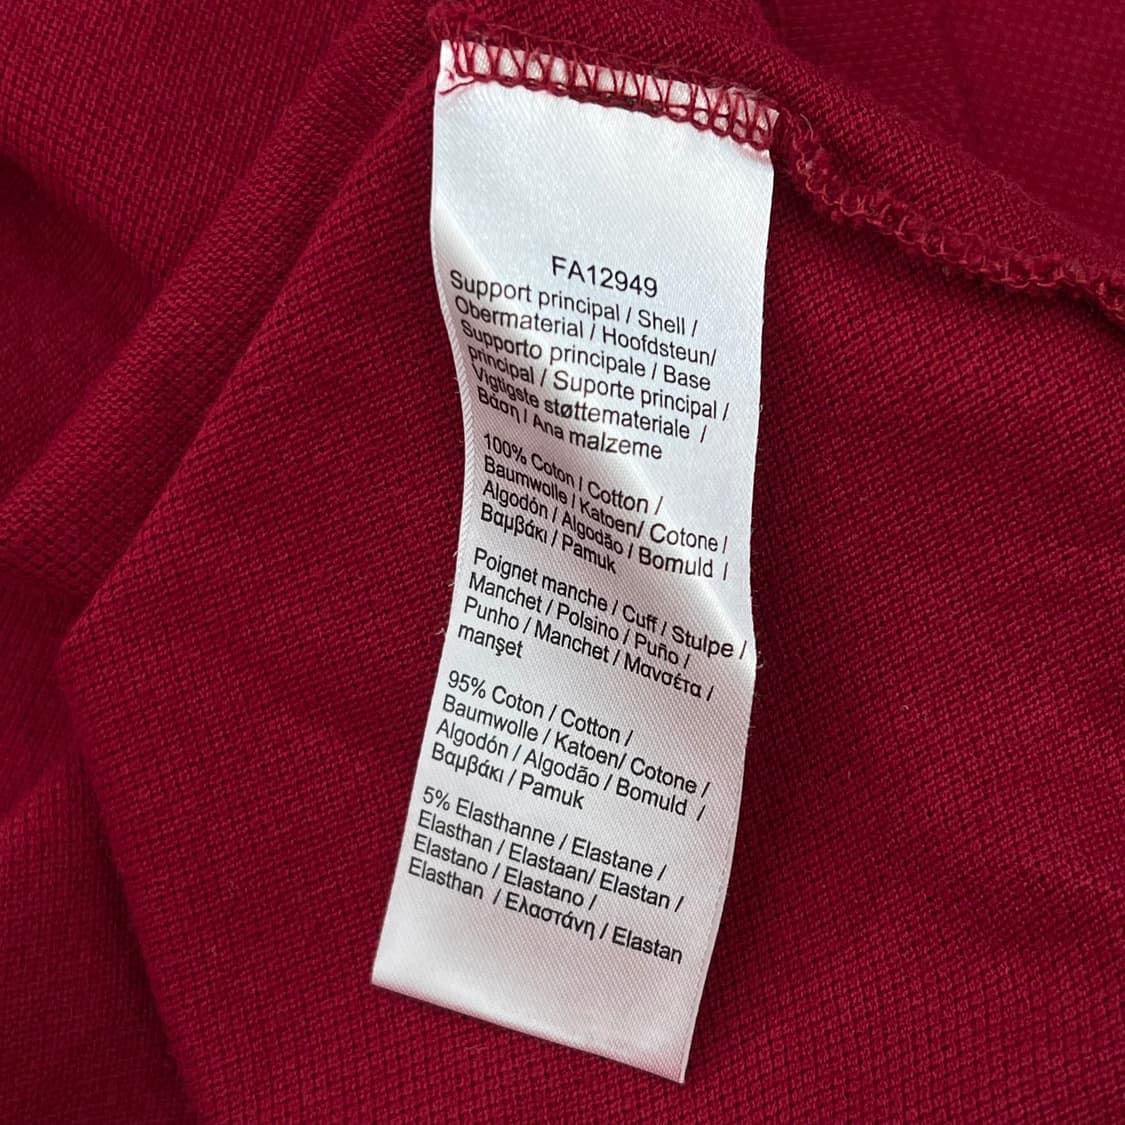 FA12949
Support principal / Shell /
Obermaterial / Hoofdsteun/
Supporto principale / Base
principal / Suporte principal /
Vigtigste støttemateriale /
Βάση / Ana malzeme
100% Coton / Cotton /
Baumwolle / Katoen/ Cotone /
Algodón / Algodão / Bomuld /
Βαμβάκι / Pamuk
Poignet manche / Cuff / Stulpe /
Manchet / Polsino / Puño /
Punho / Manchet / Μανσέτα /
manşet
95% Coton / Cotton /
Baumwolle / Katoen/ Cotone /
Algodón / Algodão / Bomuld /
Βαμβάκι / Pamuk
5% Elasthanne / Elastane /
Elasthan / Elastaan/ Elastan /
Elastano / Elastano /
Elasthan / Ελαστάνη / Elastan